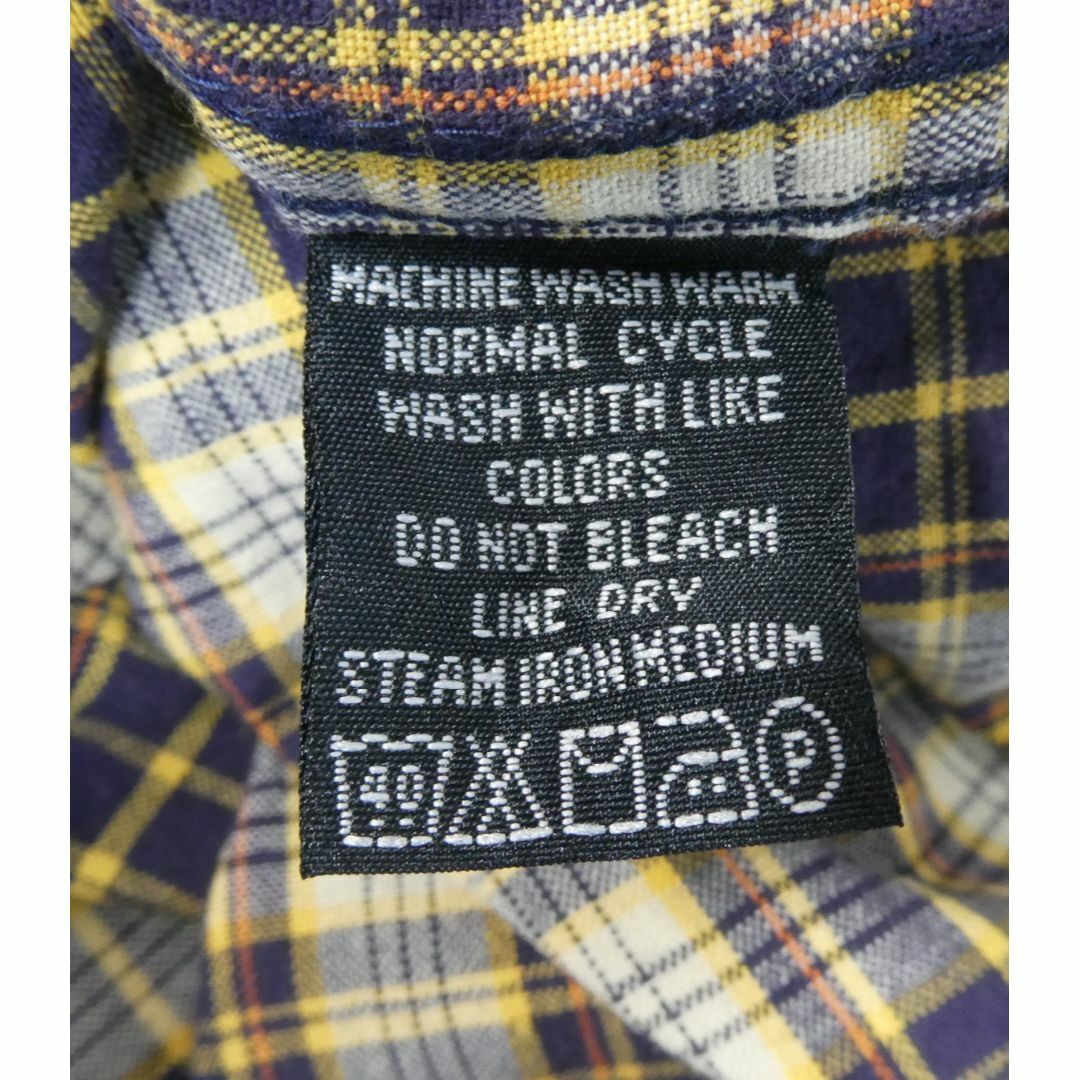 MACHINE WASH WARM
NORMAL CYCLE
WASH WITH LIKE
COLORS
DO NOT BLEACH
LINE DRY
STEAM IRON MEDIUM
40 P